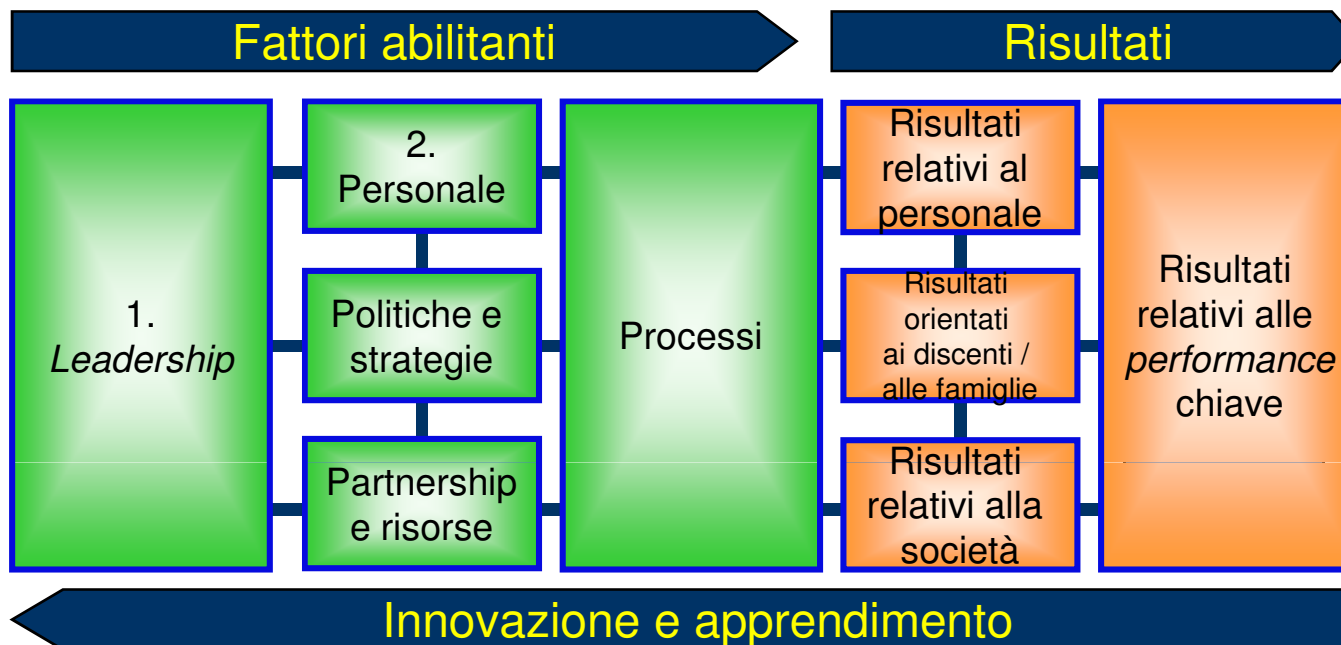 Fattori abilitanti
Risultati
1.
Leadership
2.
Personale
Politiche e
strategie
Partnership
e risorse
Processi
Risultati
relativi al
personale
Risultati
orientati
ai discenti /
alle famiglie
Risultati
relativi alla
società
Risultati
relativi alle
performance
chiave
Innovazione e apprendimento